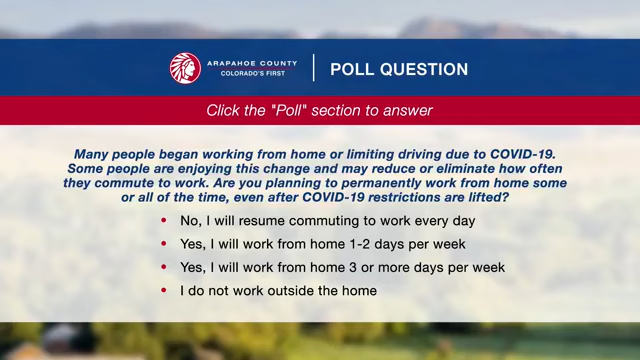 ARAPAHOE COUNTY
COLORADO'S FIRST
POLL QUESTION
Click the "Poll" section to answer
Many people began working from home or limiting driving due to COVID-19.
Some people are enjoying this change and may reduce or eliminate how often
they commute to work. Are you planning to permanently work from home some
or all of the time, even after COVID-19 restrictions are lifted?
• No, I will resume commuting to work every day
• Yes, I will work from home 1-2 days per week
• Yes, I will work from home 3 or more days per week
• I do not work outside the home